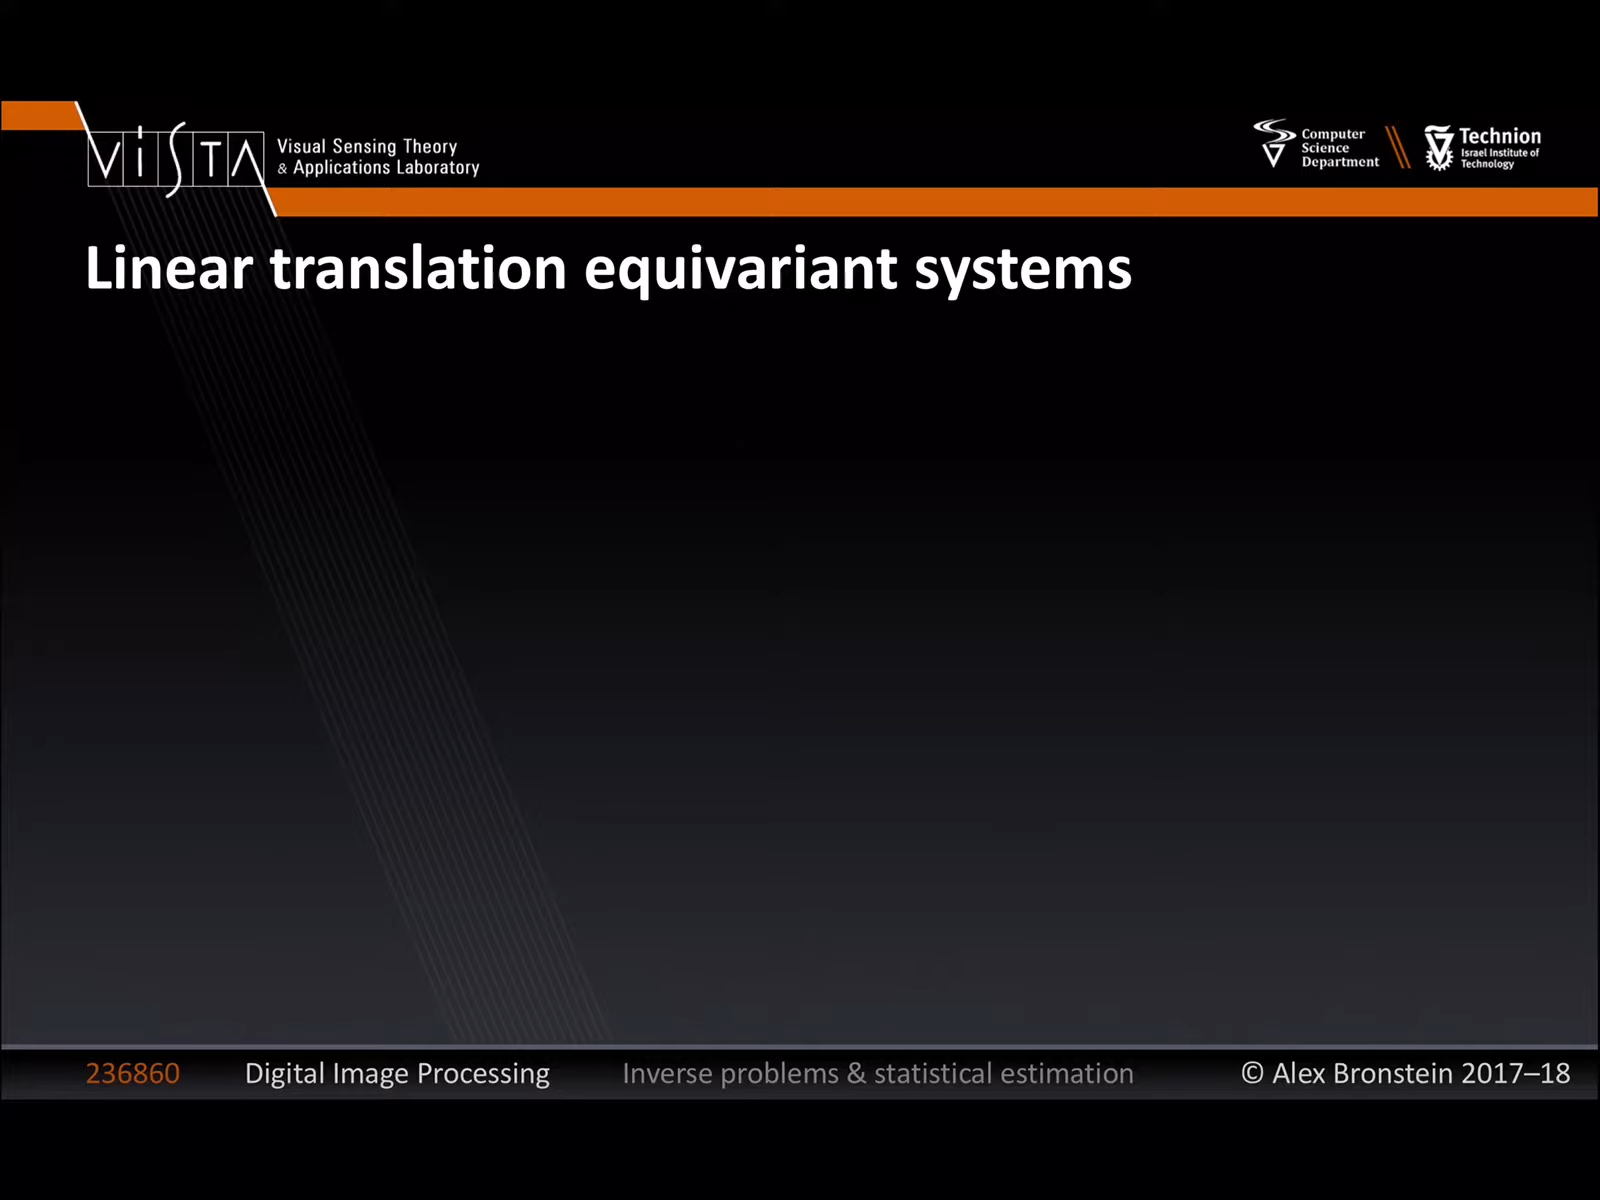 ViSTA
Visual Sensing Theory
& Applications Laboratory
Computer
Science
Department
Technion
Israel Institute of
Technology
Linear translation equivariant systems
236860
Digital Image Processing
Inverse problems & statistical estimation
© Alex Bronstein 2017–18